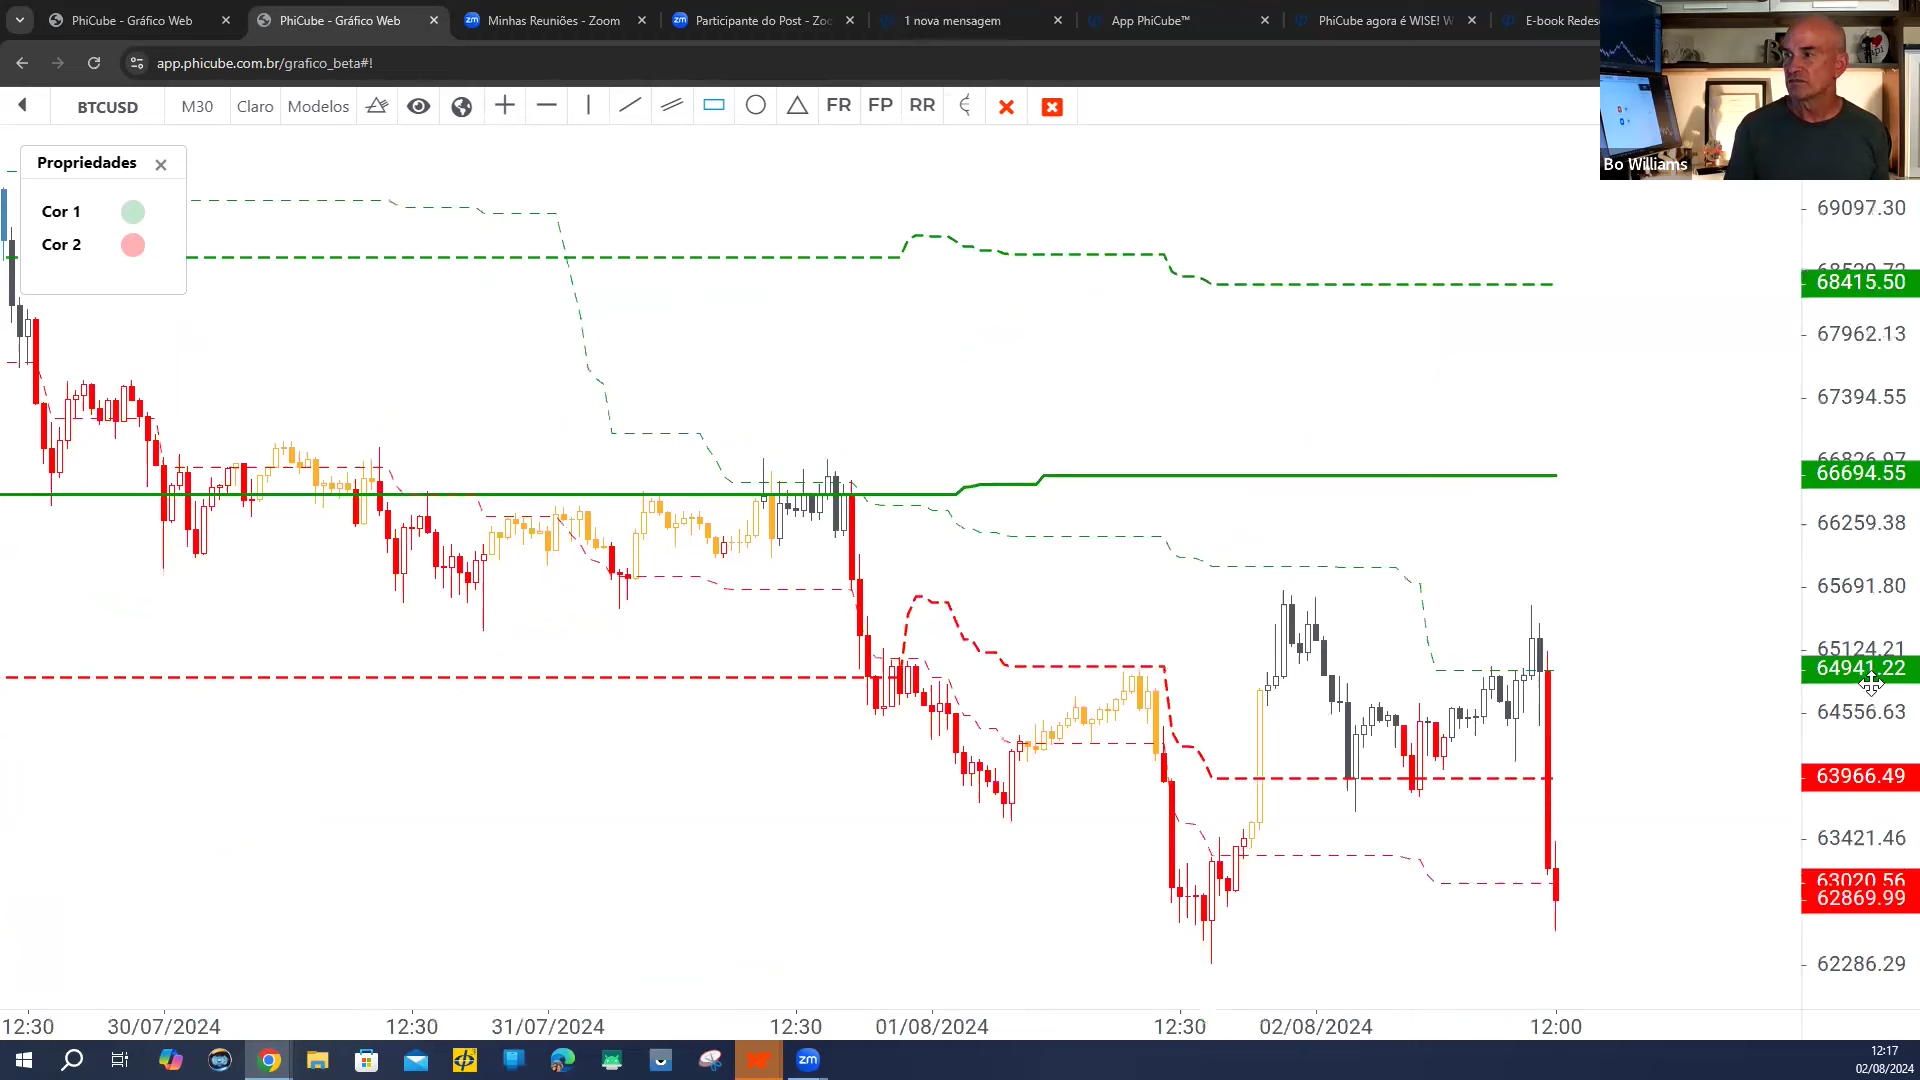 PhiCube - Gráfico Web
PhiCube - Gráfico Web
Minhas Reuniões - Zoom
Participante do Post - Zoo
1 nova mensagem
App PhiCube™
PhiCube agora é WISE! W
E-book Redes
app.phicube.com.br/grafico_beta#!
BTCUSD
M30
Claro
Modelos
FR
FP
RR
Bo Williams
Propriedades
Cor 1
Cor 2
69097.30
68415.50
67962.13
67394.55
66826.97
66694.55
66259.38
65691.80
65124.21
64941.22
64556.63
63966.49
63421.46
63020.56
62869.99
62286.29
12:30
30/07/2024
12:30
31/07/2024
12:30
01/08/2024
12:30
02/08/2024
12:00
zm
12:17
02/08/2024